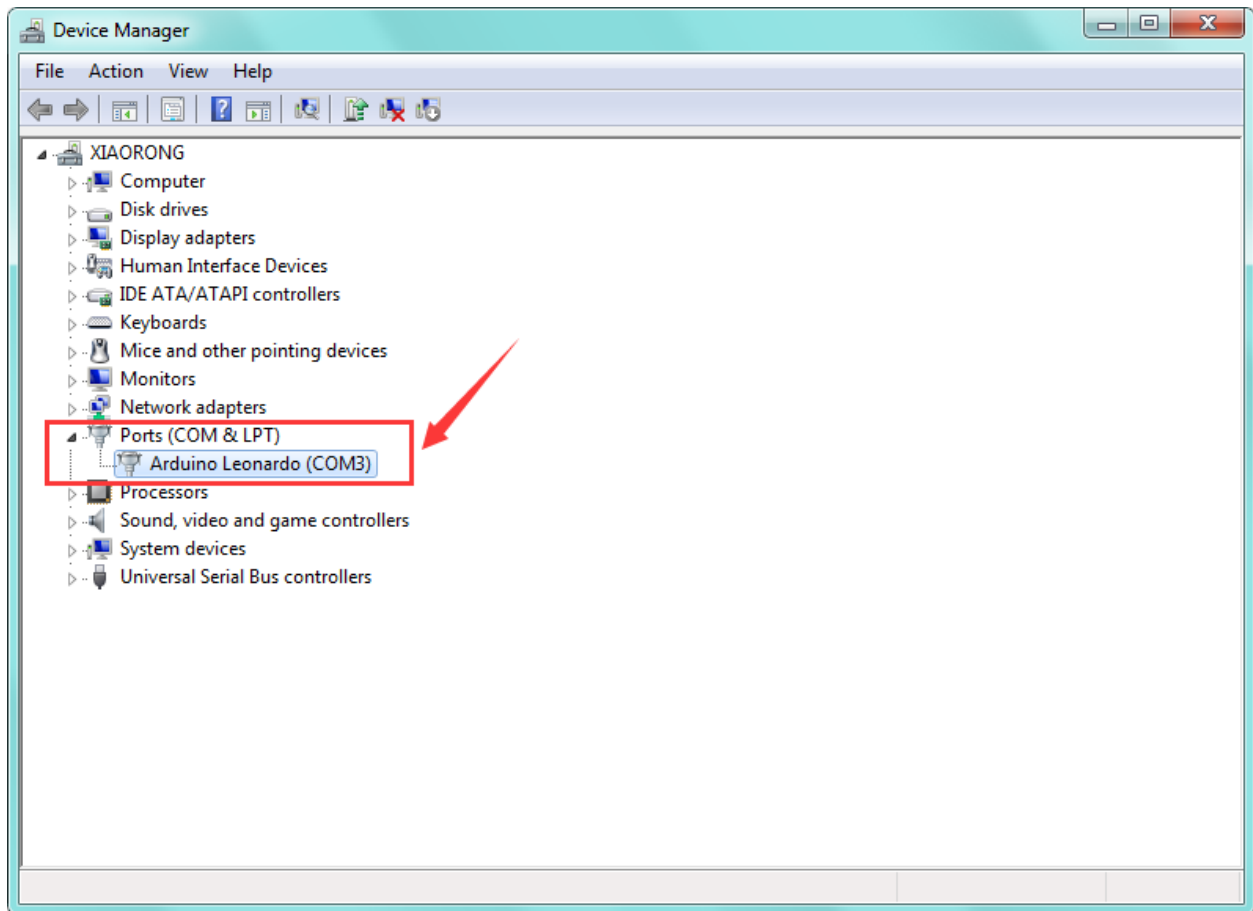 Device Manager
File Action View Help
XIAORONG
Computer
Disk drives
Display adapters
Human Interface Devices
IDE ATA/ATAPI controllers
Keyboards
Mice and other pointing devices
Monitors
Network adapters
Ports (COM & LPT)
Arduino Leonardo (COM3)
Processors
Sound, video and game controllers
System devices
Universal Serial Bus controllers